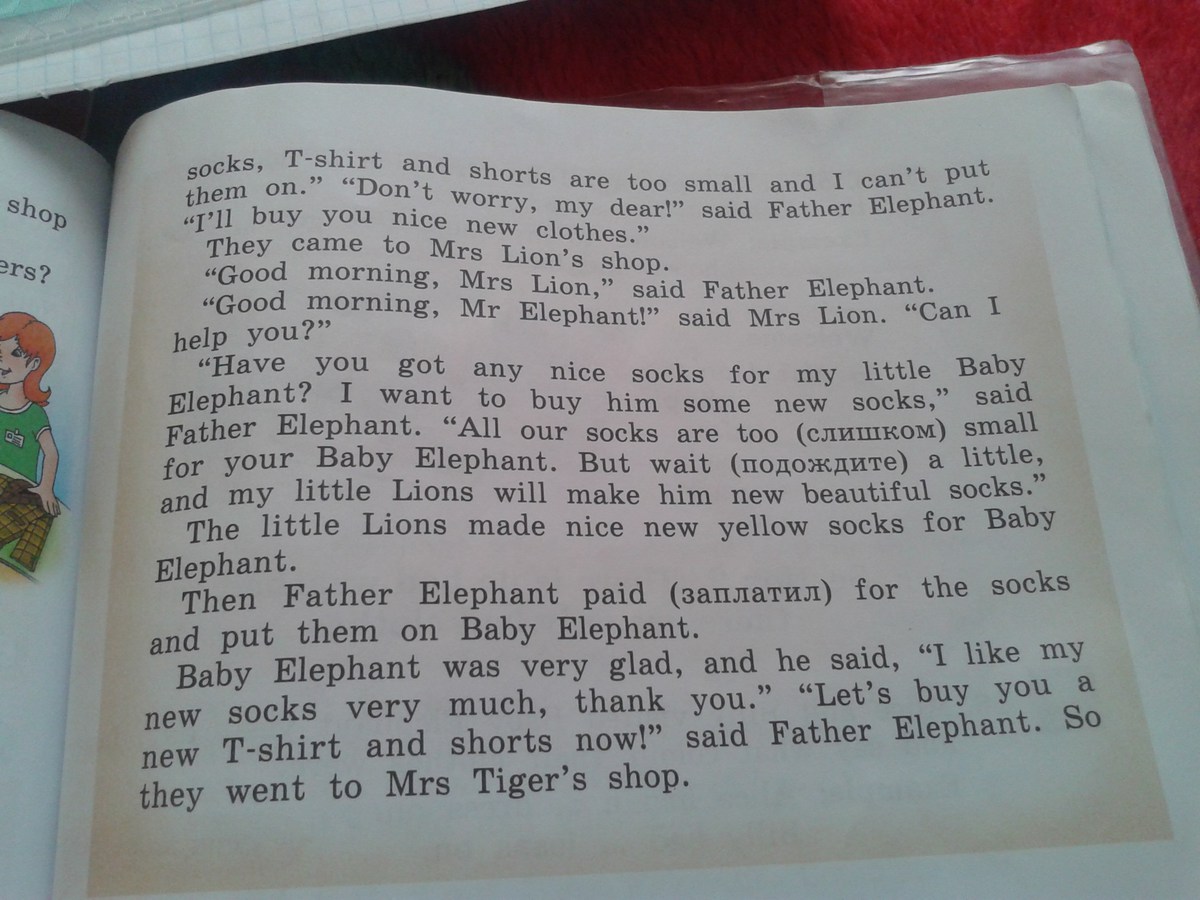 shop
ers?
socks, T-shirt and shorts are too small and I can't put
them on.” “Don't worry, my dear!” said Father Elephant.
“I'll buy you nice new clothes.”
They came to Mrs Lion's shop.
“Good morning, Mrs Lion,” said Father Elephant.
“Good morning, Mr Elephant!” said Mrs Lion. “Can I
help you?”
“Have you got any nice socks for my little Baby
Elephant? I want to buy him some new socks,” said
Father Elephant. “All our socks are too (слишком) small
for your Baby Elephant. But wait (подождите) a little,
and my little Lions will make him new beautiful socks.”
The little Lions made nice new yellow socks for Baby
Elephant.
Then Father Elephant paid (заплатил) for the socks
and put them on Baby Elephant.
Baby Elephant was very glad, and he said, “I like my
new socks very much, thank you.” “Let's buy you a
new T-shirt and shorts now!” said Father Elephant. So
they went to Mrs Tiger's shop.